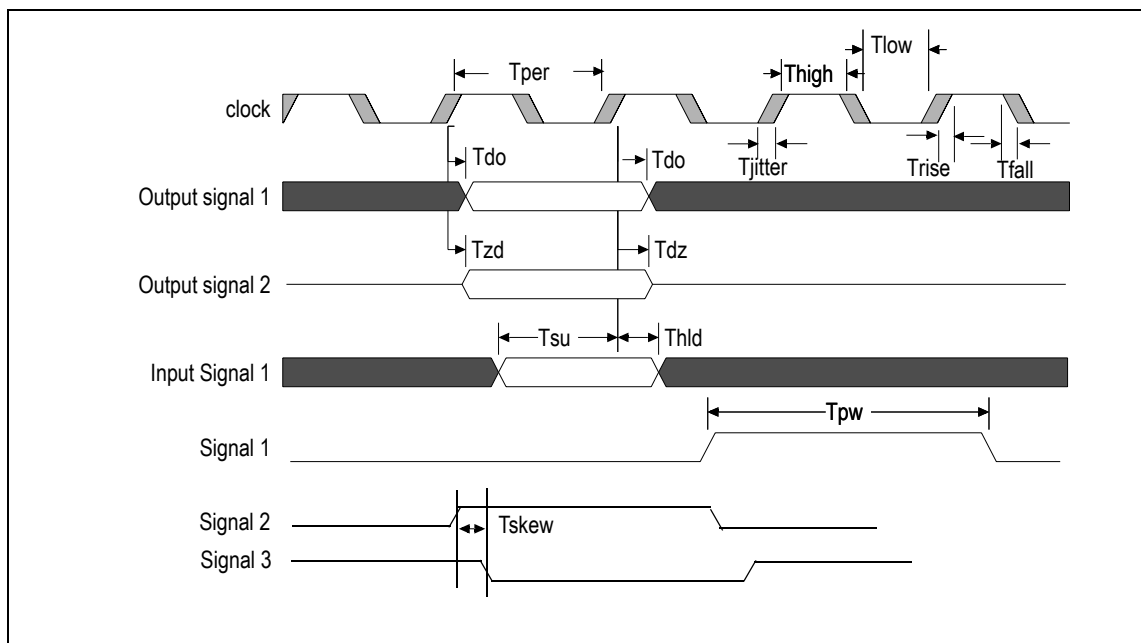 Tlow
Tper
Thigh
clock
Tdo
Tdo
Tjitter
Trise
Tfall
Output signal 1
Tzd
Tdz
Output signal 2
Tsu
Thld
Input Signal 1
Tpw
Signal 1
Signal 2
Tskew
Signal 3